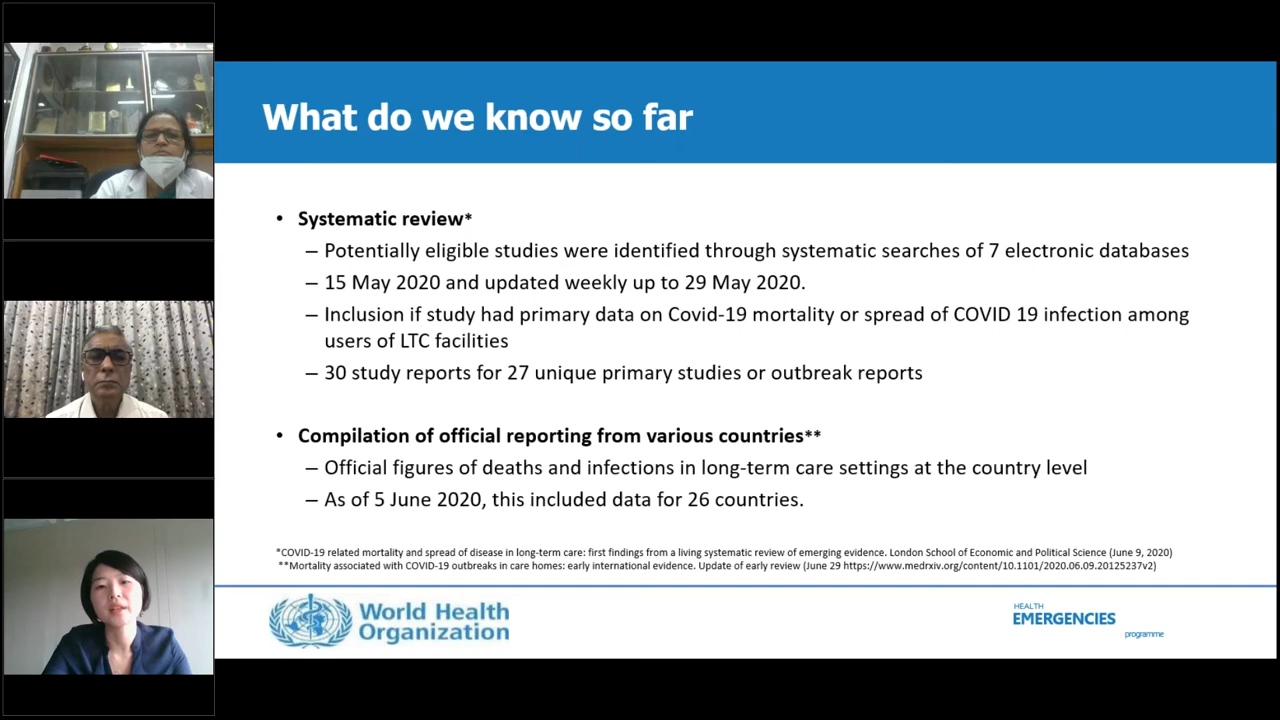 What do we know so far
• Systematic review*
– Potentially eligible studies were identified through systematic searches of 7 electronic databases
– 15 May 2020 and updated weekly up to 29 May 2020.
– Inclusion if study had primary data on Covid-19 mortality or spread of COVID 19 infection among
users of LTC facilities
– 30 study reports for 27 unique primary studies or outbreak reports
• Compilation of official reporting from various countries**
– Official figures of deaths and infections in long-term care settings at the country level
– As of 5 June 2020, this included data for 26 countries.
*COVID-19 related mortality and spread of disease in long-term care: first findings from a living systematic review of emerging evidence. London School of Economic and Political Science (June 9, 2020)
**Mortality associated with COVID-19 outbreaks in care homes: early international evidence. Update of early review (June 29 https://www.medrxiv.org/content/10.1101/2020.06.09.20125237v2)
World Health
Organization
HEALTH
EMERGENCIES
programme